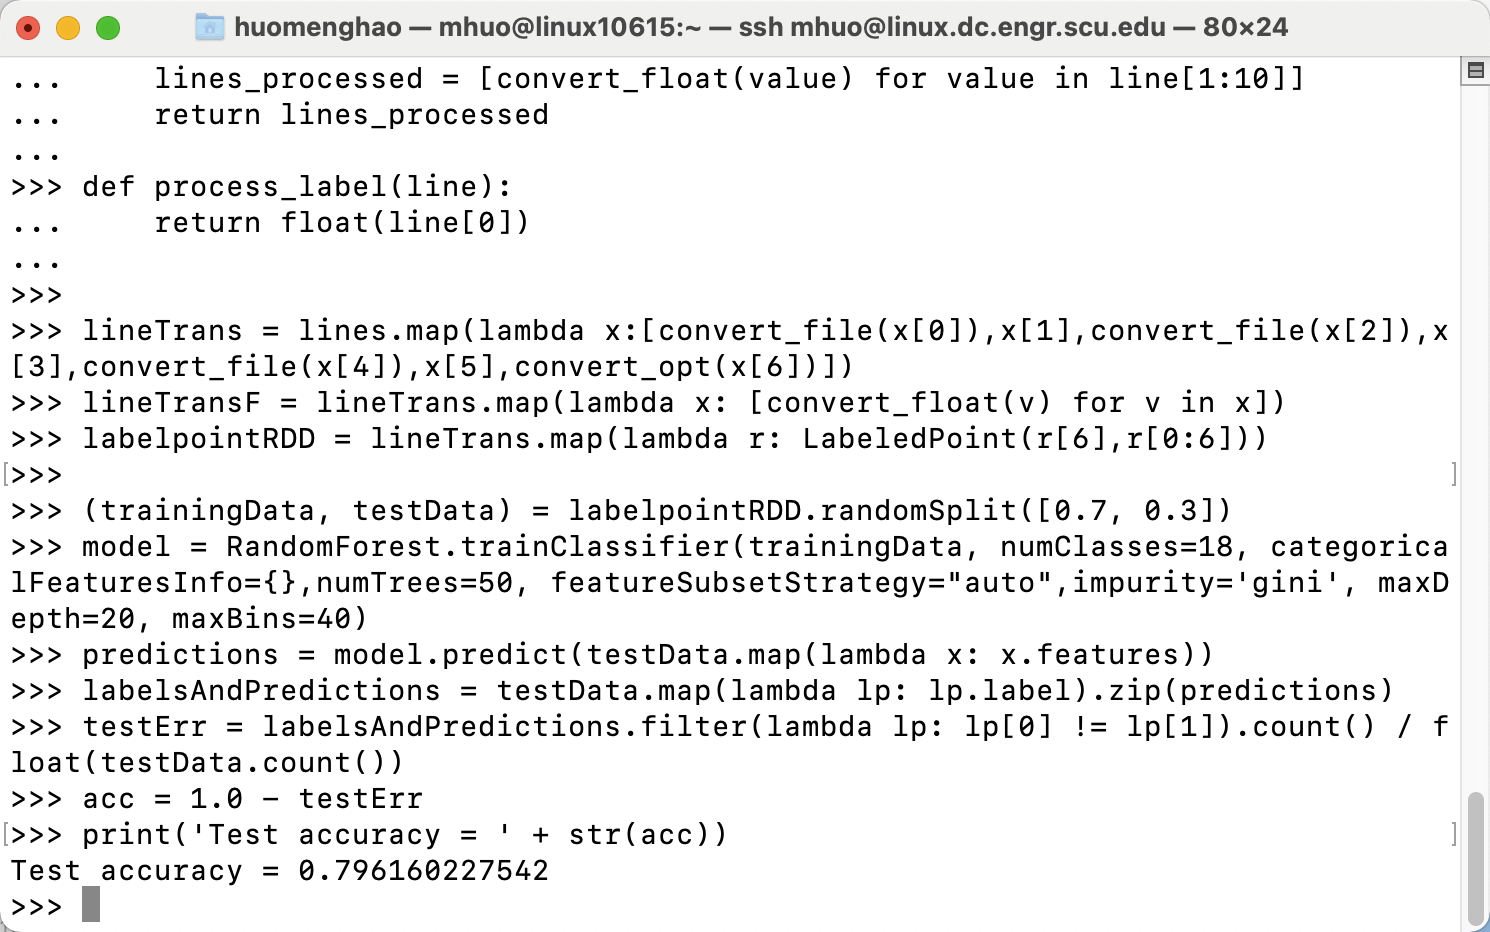 huomenghao — mhuo@linux10615:~ — ssh mhuo@linux.dc.engr.scu.edu — 80×24
...     lines_processed = [convert_float(value) for value in line[1:10]]
...     return lines_processed
...
>>> def process_label(line):
...     return float(line[0])
...
>>>
>>> lineTrans = lines.map(lambda x:[convert_file(x[0]),x[1],convert_file(x[2]),x
[3],convert_file(x[4]),x[5],convert_opt(x[6])])
>>> lineTransF = lineTrans.map(lambda x: [convert_float(v) for v in x])
>>> labelpointRDD = lineTrans.map(lambda r: LabeledPoint(r[6],r[0:6]))
[>>> ]
>>> (trainingData, testData) = labelpointRDD.randomSplit([0.7, 0.3])
>>> model = RandomForest.trainClassifier(trainingData, numClasses=18, categorica
lFeaturesInfo={},numTrees=50, featureSubsetStrategy="auto",impurity='gini', maxD
epth=20, maxBins=40)
>>> predictions = model.predict(testData.map(lambda x: x.features))
>>> labelsAndPredictions = testData.map(lambda lp: lp.label).zip(predictions)
>>> testErr = labelsAndPredictions.filter(lambda lp: lp[0] != lp[1]).count() / f
loat(testData.count())
>>> acc = 1.0 - testErr
[>>> print('Test accuracy = ' + str(acc)) ]
Test accuracy = 0.796160227542
>>>